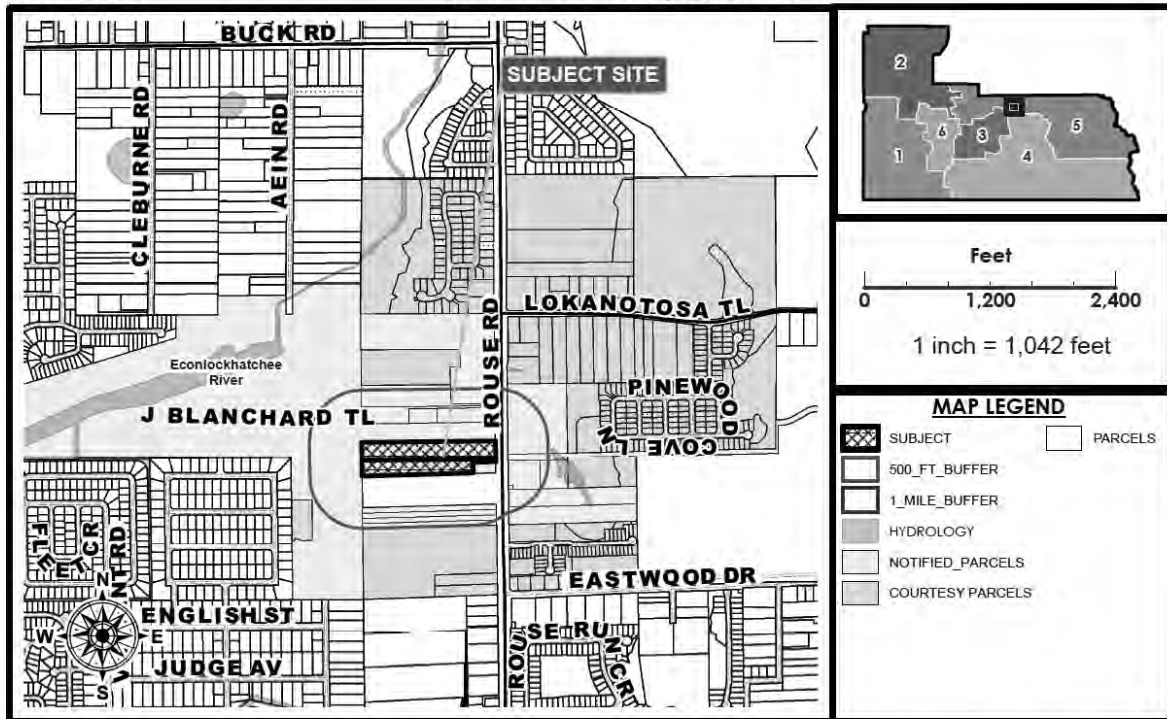 BUCK RD
SUBJECT SITE
CLEBURNE RD
AEIN RD
ROUSE RD
LOKANOTOSA TL
Econlockhatchee
River
J BLANCHARD TL
PINEWOOD COVE LN
FLEET CR
NT RD
N
W
E
S
EASTWOOD DR
ENGLISH ST
ROUSE RUN CR
JUDGE AV
2
1
6
3
5
4
Feet
0 1,200 2,400
1 inch = 1,042 feet
MAP LEGEND
SUBJECT
PARCELS
500_FT_BUFFER
1_MILE_BUFFER
HYDROLOGY
NOTIFIED_PARCELS
COURTESY PARCELS